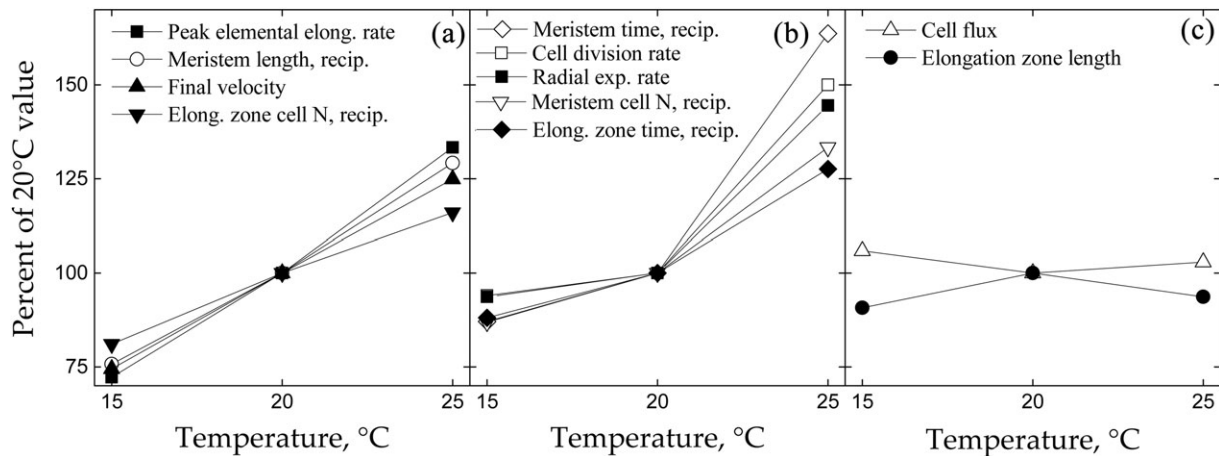 Percent of 20°C value
150
125
100
75
(a)
Peak elemental elong. rate
Meristem length, recip.
Final velocity
Elong. zone cell N, recip.
15 20 25
Temperature, °C
(b)
Meristem time, recip.
Cell division rate
Radial exp. rate
Meristem cell N, recip.
Elong. zone time, recip.
15 20 25
Temperature, °C
(c)
Cell flux
Elongation zone length
15 20 25
Temperature, °C